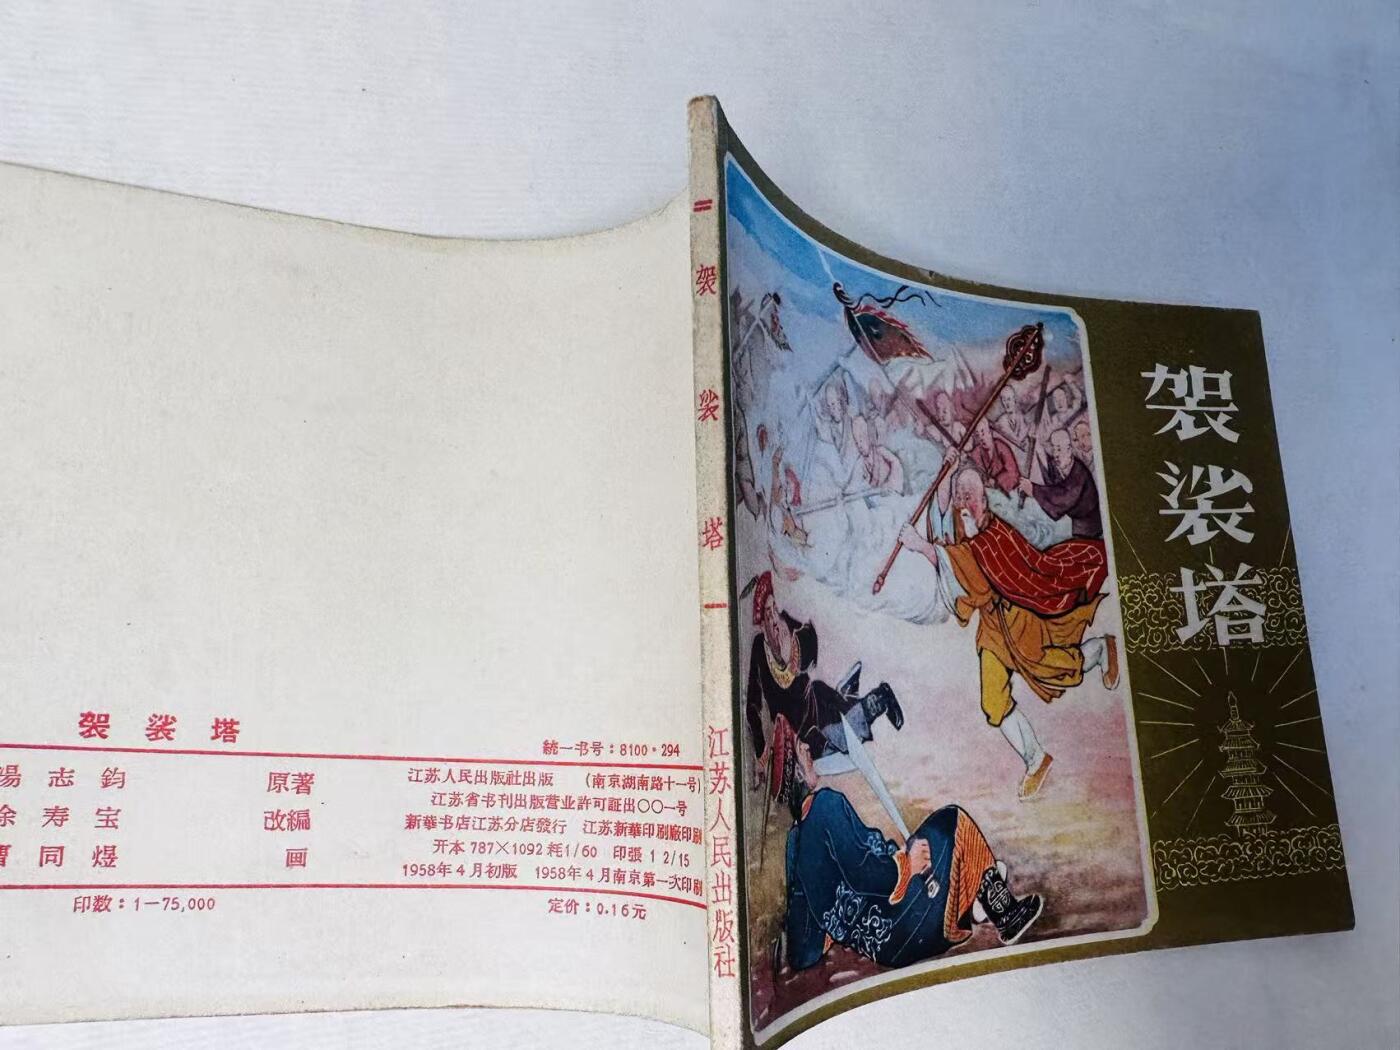 袈裟塔
統一书号：8100·294
楊志鈞 原著
徐寿宝 改編
曹同煜 画
江苏人民出版社出版 （南京湖南路十一号）
江苏省书刊出版营业許可証出〇〇一号
新華书店江苏分店發行 江苏新華印刷廠印刷
开本 787×1092 耗 1/60 印張 1 2/15
1958年4月初版 1958年4月南京第一次印刷
印数：1—75,000
定价：0.16元
袈裟塔
江苏人民出版社
袈裟塔